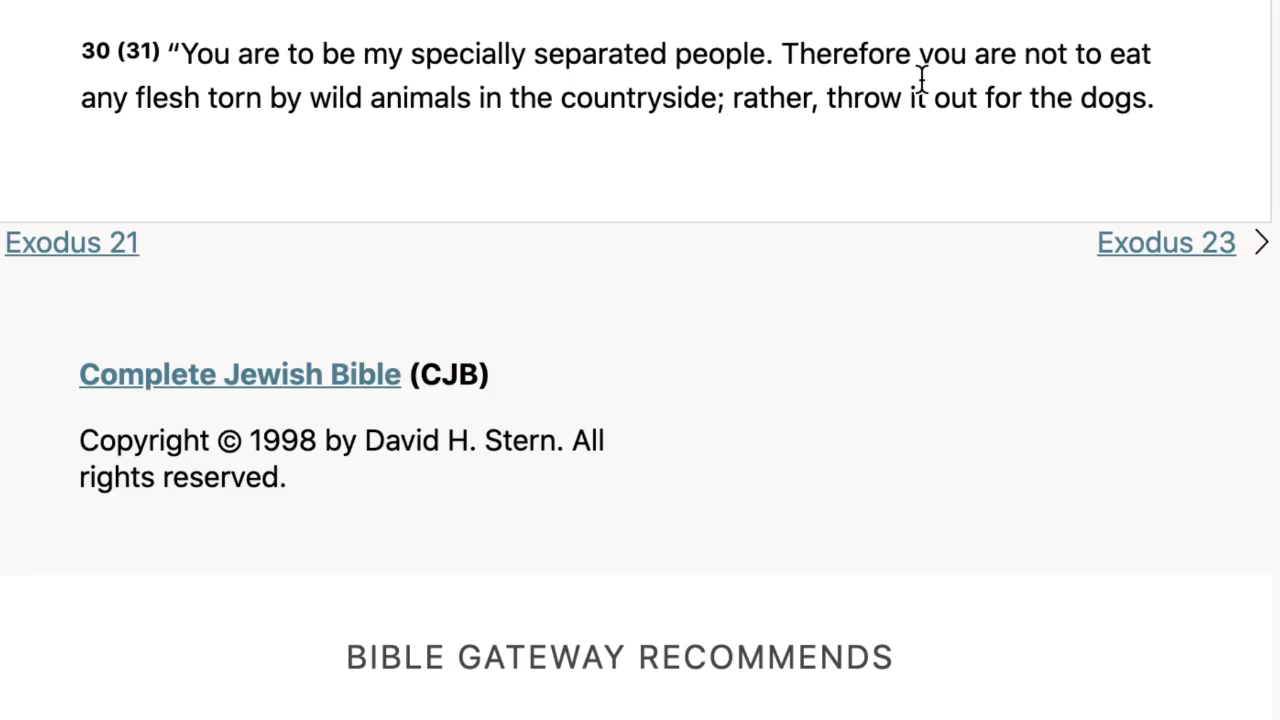 30 (31) “You are to be my specially separated people. Therefore you are not to eat
any flesh torn by wild animals in the countryside; rather, throw it out for the dogs.
Exodus 21
Exodus 23
Complete Jewish Bible (CJB)
Copyright © 1998 by David H. Stern. All
rights reserved.
BIBLE GATEWAY RECOMMENDS